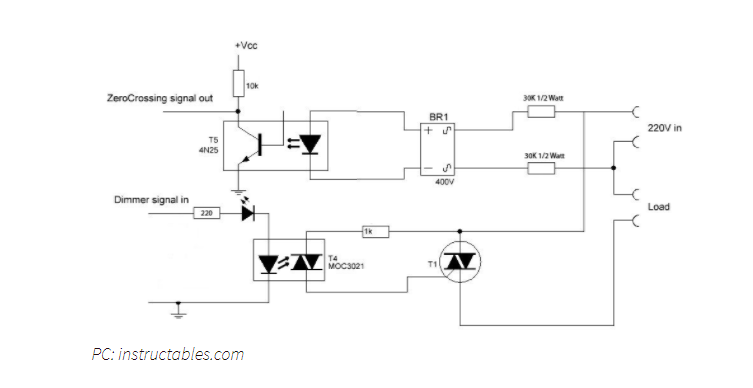 +Vcc
10k
ZeroCrossing signal out
T5
4N25
BR1
+
–
400V
30K 1/2 Watt
30K 1/2 Watt
220V in
Dimmer signal in
220
1k
T4
MOC3021
T1
Load
PC: instructables.com